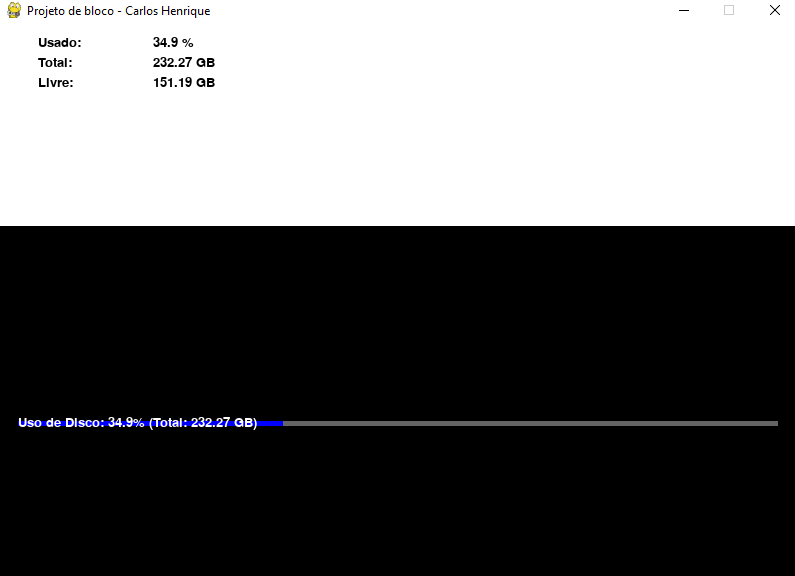 Projeto de bloco - Carlos Henrique
Usado: 34.9 %
Total: 232.27 GB
Livre: 151.19 GB
Uso de Disco: 34.9% (Total: 232.27 GB)